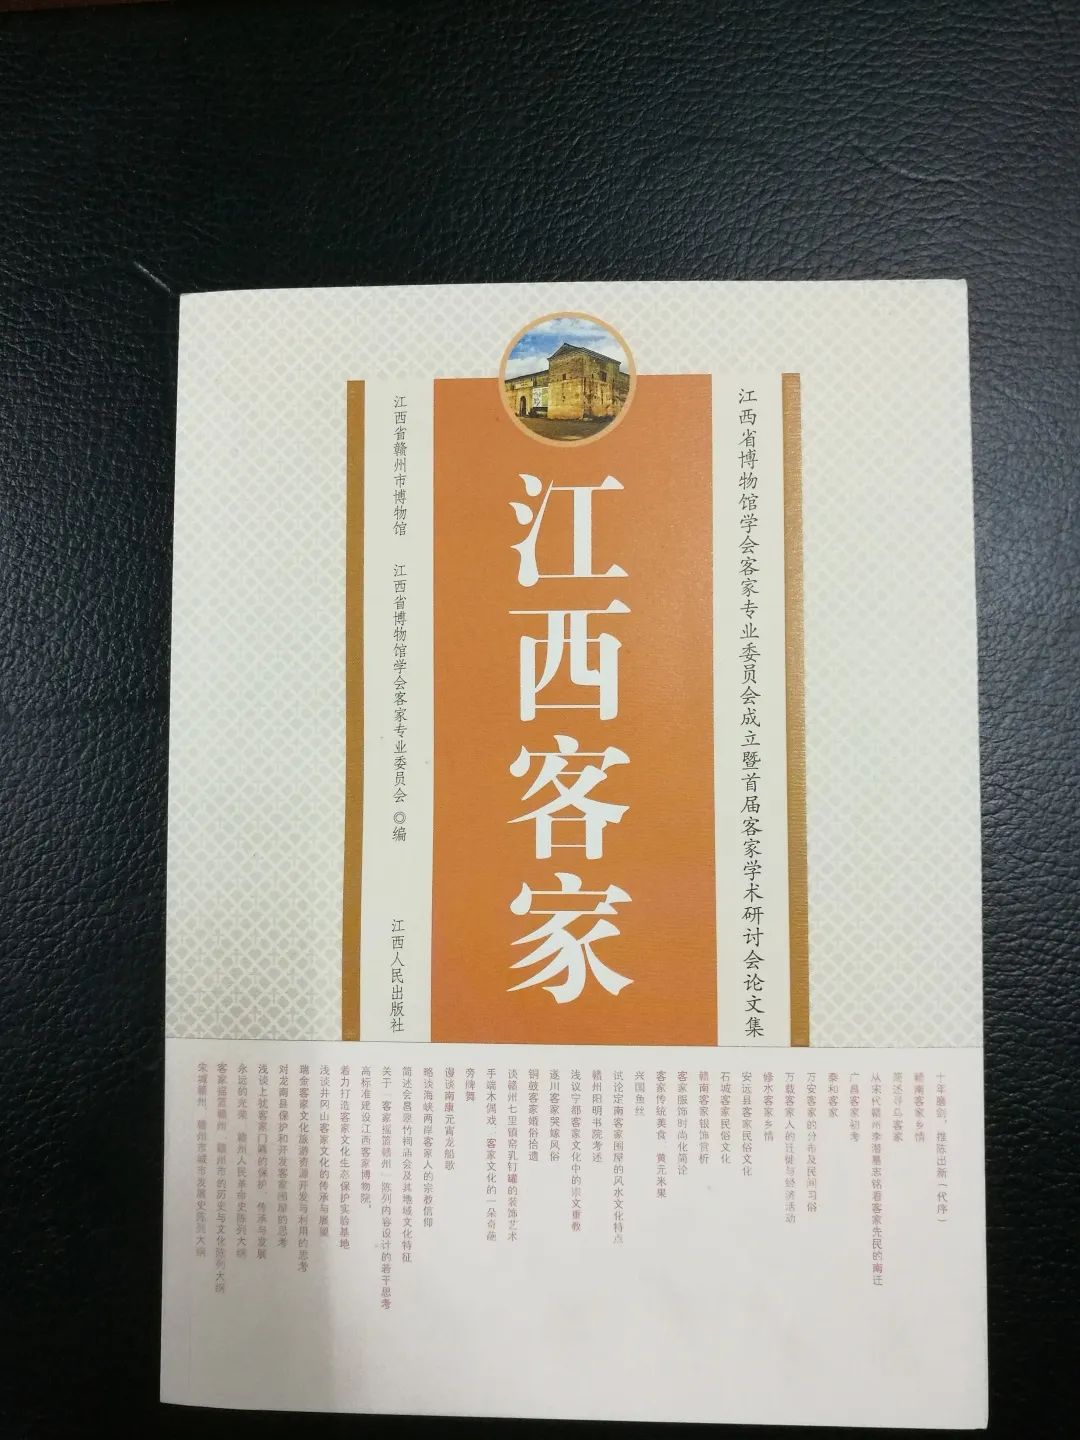 江西省博物馆学会客家专业委员会成立暨首届客家学术研讨会论文集
江西客家
江西省赣州市博物馆
江西省博物馆学会客家专业委员会◎编
江西人民出版社
十年磨剑，推陈出新（代序）
赣南客家乡情
简述寻乌客家
从宋代赣州李潜墓志铭看客家先民的南迁
广昌客家初考
泰和客家
万安客家的分布及民间习俗
万载客家人的迁徙与经济活动
修水客家乡情
安远县客家民俗文化
石城客家民俗文化
赣南客家银饰赏析
客家服饰时尚化简论
客家传统美食：黄元米果
兴国鱼丝
试论定南客家围屋的风水文化特点
赣州阳明书院考述
浅议宁都客家文化中的崇文重教
遂川客家哭嫁风俗
铜鼓客家婚俗拾遗
谈赣州七里镇窑乳钉罐的装饰艺术
手端木偶戏：客家文化的一朵奇葩
旁牌舞
谩谈南康元宵龙船歌
略谈海峡两岸客家人的宗教信仰
简述会昌翠竹祠庙会及其地域文化特征
关于“客家摇篮赣州”陈列内容设计的若干思考
高标准建设江西客家博物院，
着力打造客家文化生态保护实验基地
浅谈井冈山客家文化的传承与展望
瑞金客家文化旅游资源开发与利用的思考
对龙南县保护和开发客家围屋的思考
浅谈上犹客家门匾的保护、传承与发展
永远的光荣——赣州人民革命史陈列大纲
客家摇篮赣州——赣州市的历史与文化陈列大纲
宋城赣州——赣州市城市发展史陈列大纲